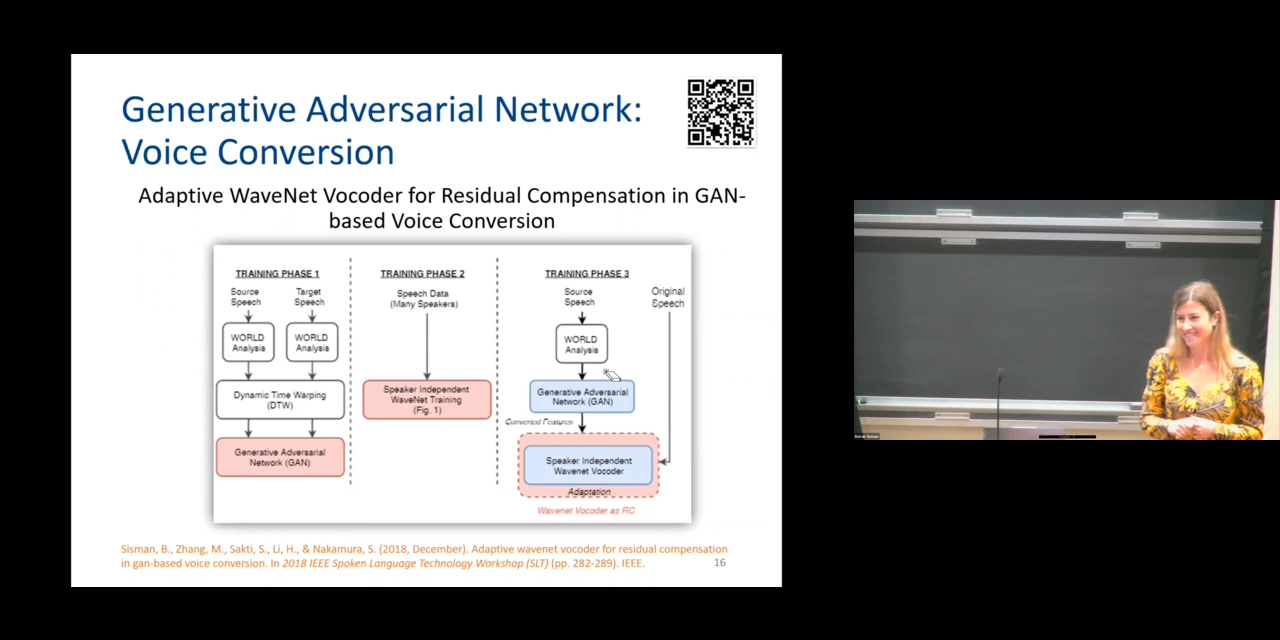 Generative Adversarial Network:
Voice Conversion
Adaptive WaveNet Vocoder for Residual Compensation in GAN-
based Voice Conversion
TRAINING PHASE 1
Source
Speech
Target
Speech
WORLD
Analysis
WORLD
Analysis
Dynamic Time Warping
(DTW)
Generative Adversarial
Network (GAN)
TRAINING PHASE 2
Speech Data
(Many Speakers)
Speaker Independent
WaveNet Training
(Fig. 1)
TRAINING PHASE 3
Source
Speech
Original
Speech
WORLD
Analysis
Generative Adversarial
Network (GAN)
Converted Features
Speaker Independent
Wavenet Vocoder
Adaptation
Wavenet Vocoder as RC
Sisman, B., Zhang, M., Sakti, S., Li, H., & Nakamura, S. (2018, December). Adaptive wavenet vocoder for residual compensation
in gan-based voice conversion. In 2018 IEEE Spoken Language Technology Workshop (SLT) (pp. 282-289). IEEE.
16